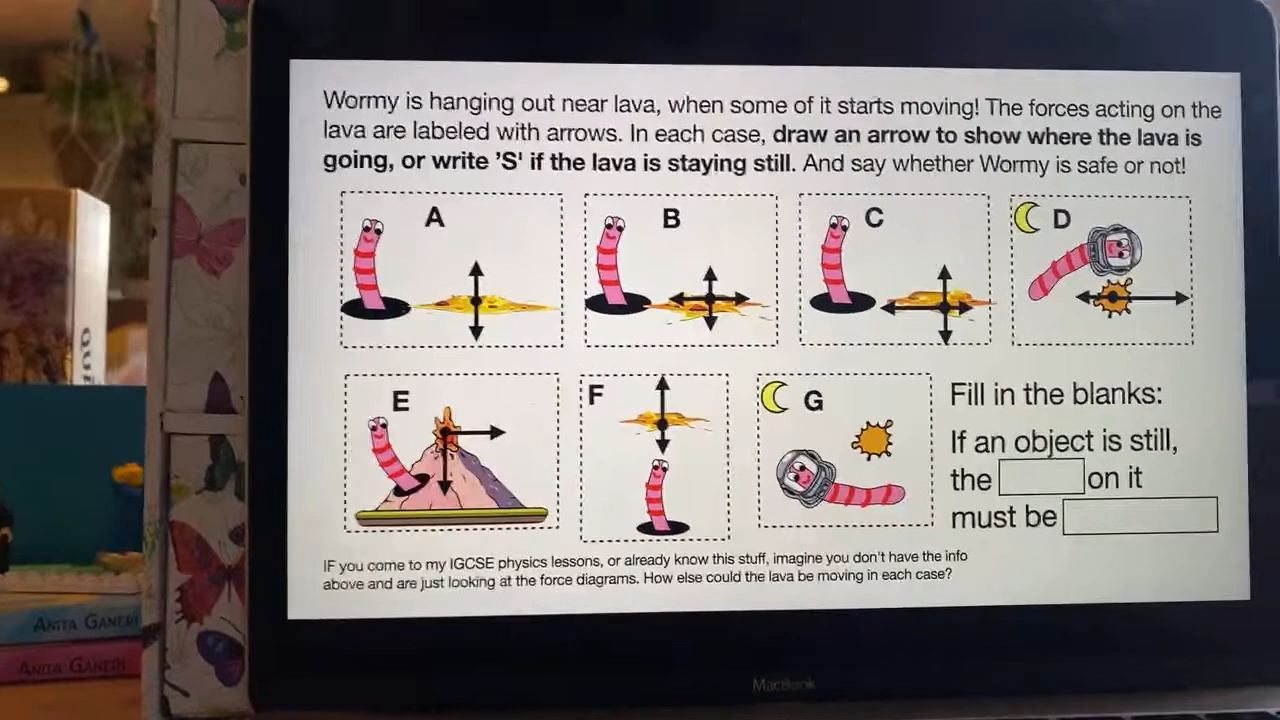 Wormy is hanging out near lava, when some of it starts moving! The forces acting on the
lava are labeled with arrows. In each case, draw an arrow to show where the lava is
going, or write 'S' if the lava is staying still. And say whether Wormy is safe or not!
A
B
C
D
E
F
G
Fill in the blanks:
If an object is still,
the on it
must be
IF you come to my IGCSE physics lessons, or already know this stuff, imagine you don't have the info
above and are just looking at the force diagrams. How else could the lava be moving in each case?
MacBook
ANITA GANERI
ANITA GANERI